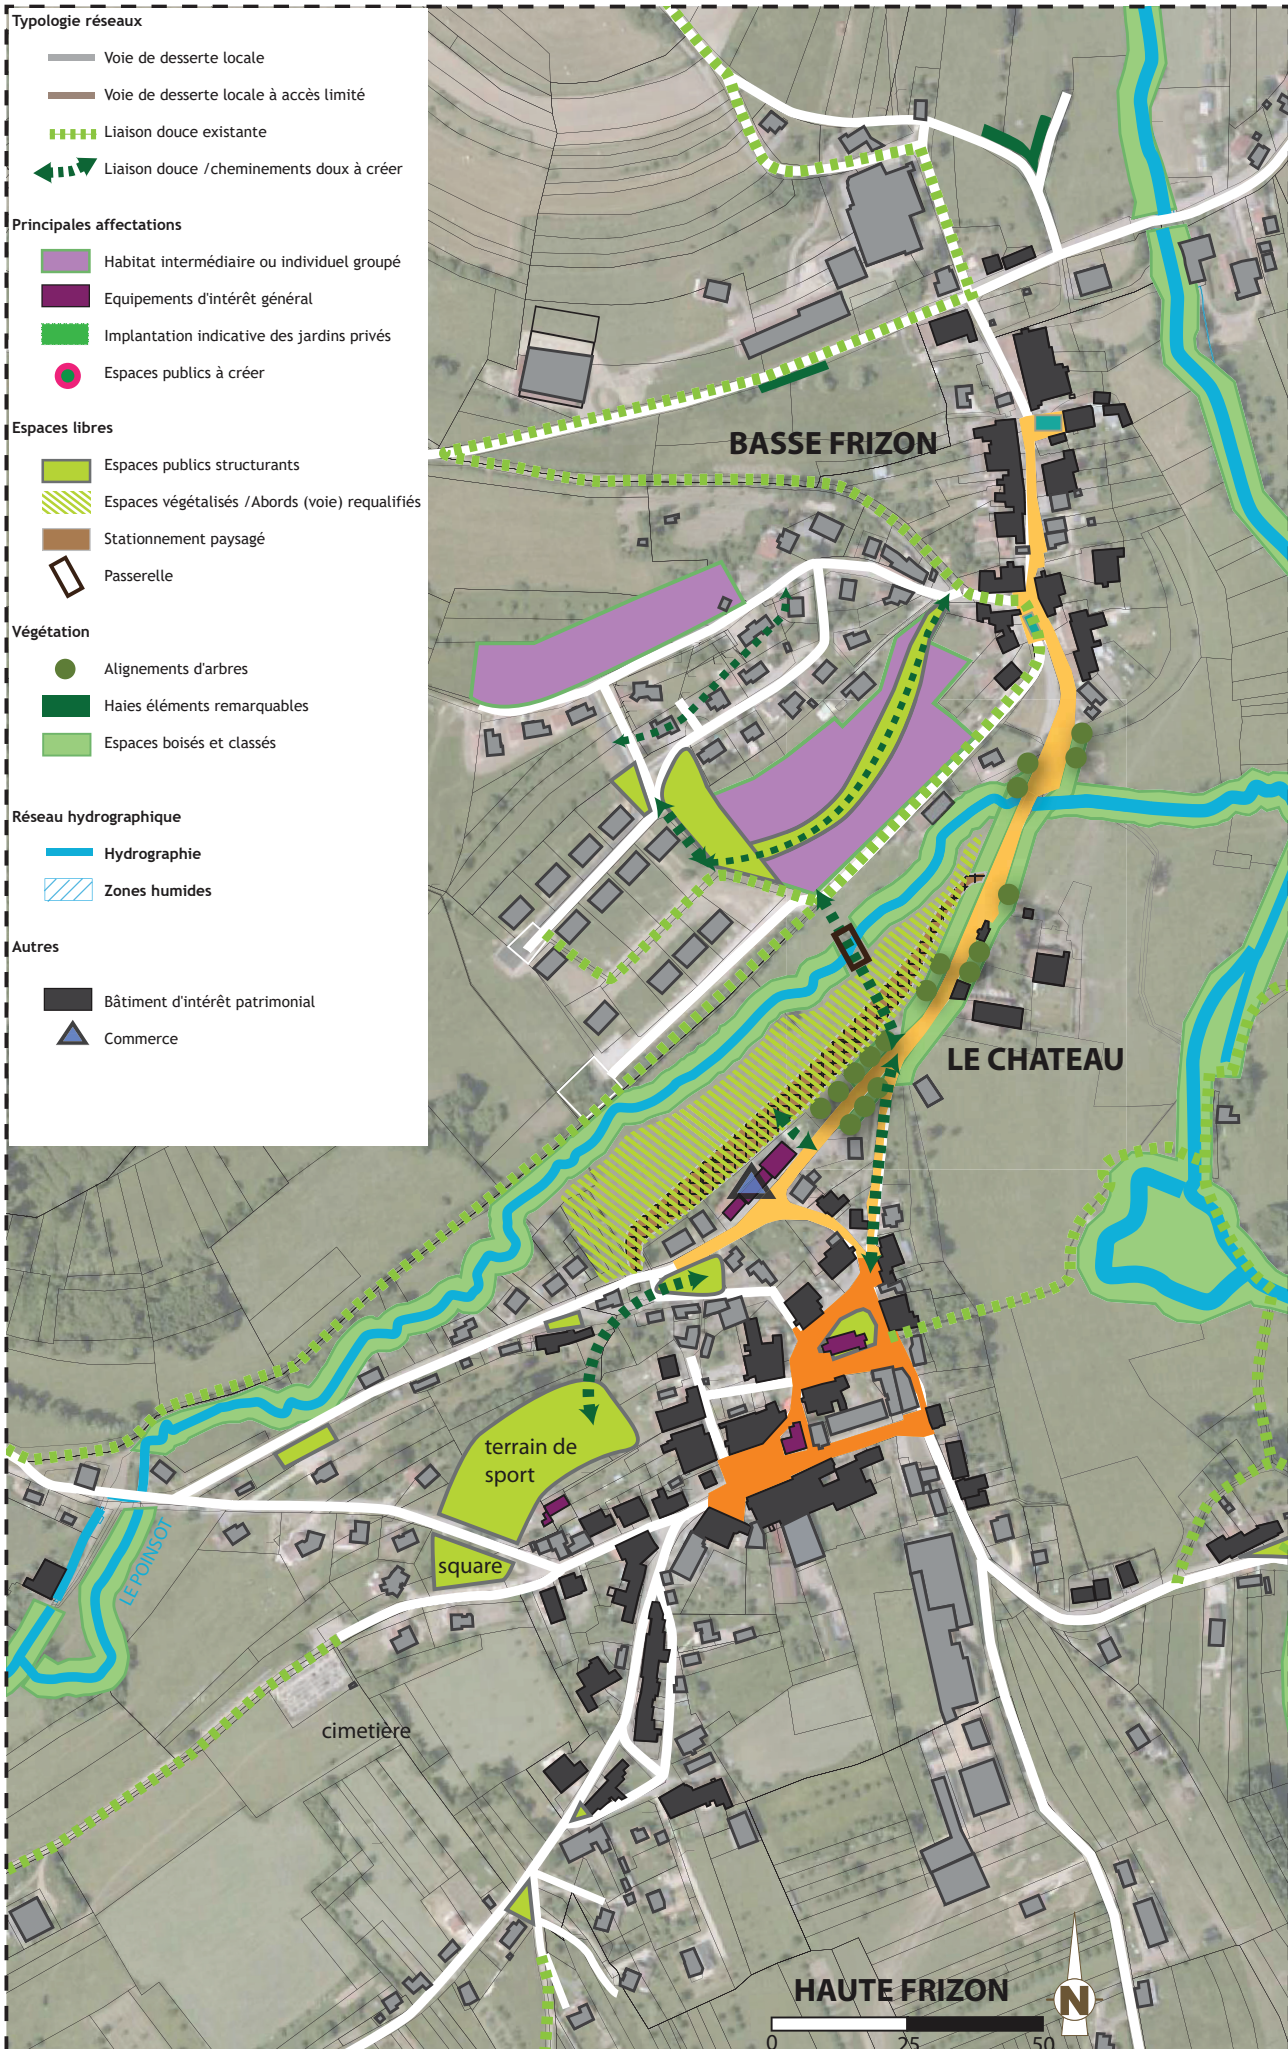 Typologie réseaux
Voie de desserte locale
Voie de desserte locale à accès limité
Liaison douce existante
Liaison douce /cheminements doux à créer
Principales affectations
Habitat intermédiaire ou individuel groupé
Equipements d'intérêt général
Implantation indicative des jardins privés
Espaces publics à créer
Espaces libres
Espaces publics structurants
Espaces végétalisés /Abords (voie) requalifiés
Stationnement paysagé
Passerelle
Végétation
Alignements d'arbres
Haies éléments remarquables
Espaces boisés et classés
Réseau hydrographique
Hydrographie
Zones humides
Autres
Bâtiment d'intérêt patrimonial
Commerce
BASSE FRIZON
LE CHATEAU
terrain de
sport
square
LE POINSOT
cimetière
HAUTE FRIZON
N
0 25 50